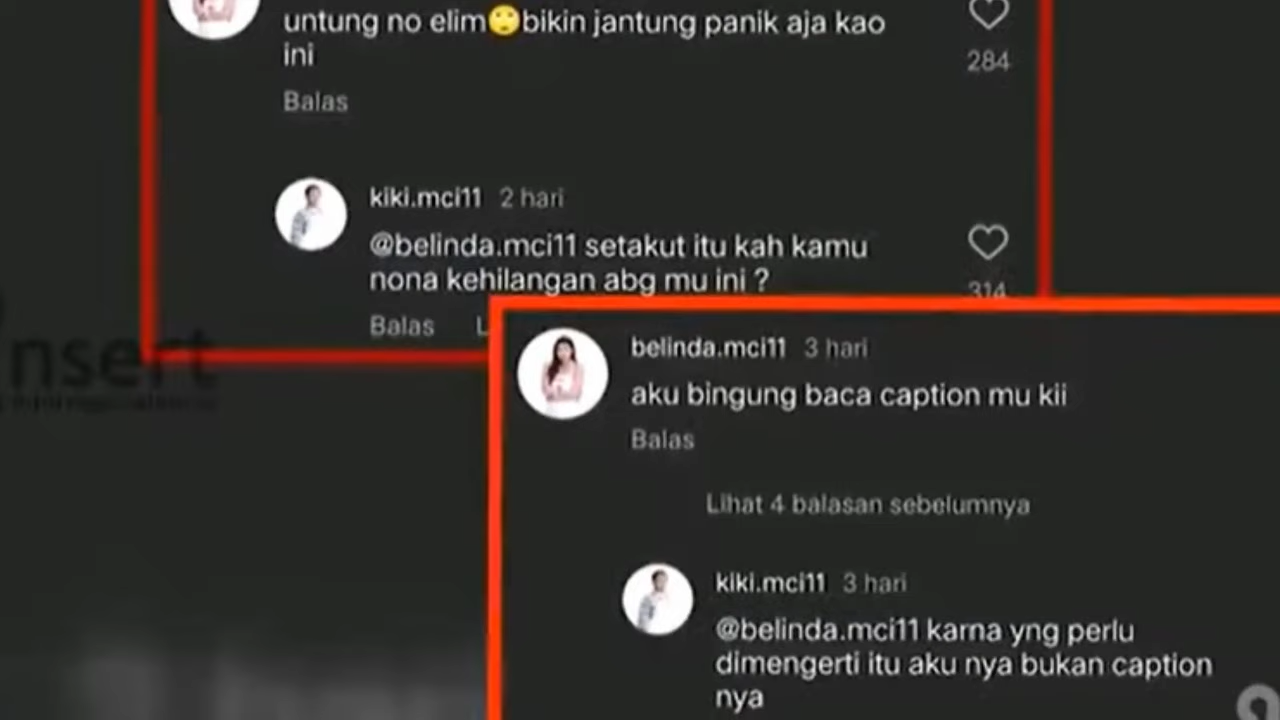 untung no elim🙄bikin jantung panik aja kao
ini
284
Balas
kiki.mci11 2 hari
@belinda.mci11 setakut itu kah kamu
nona kehilangan abg mu ini ?
314
Balas L
nsert
belinda.mci11 3 hari
aku bingung baca caption mu kii
Balas
Lihat 4 balasan sebelumnya
kiki.mci11 3 hari
@belinda.mci11 karna yng perlu
dimengerti itu aku nya bukan caption
nya